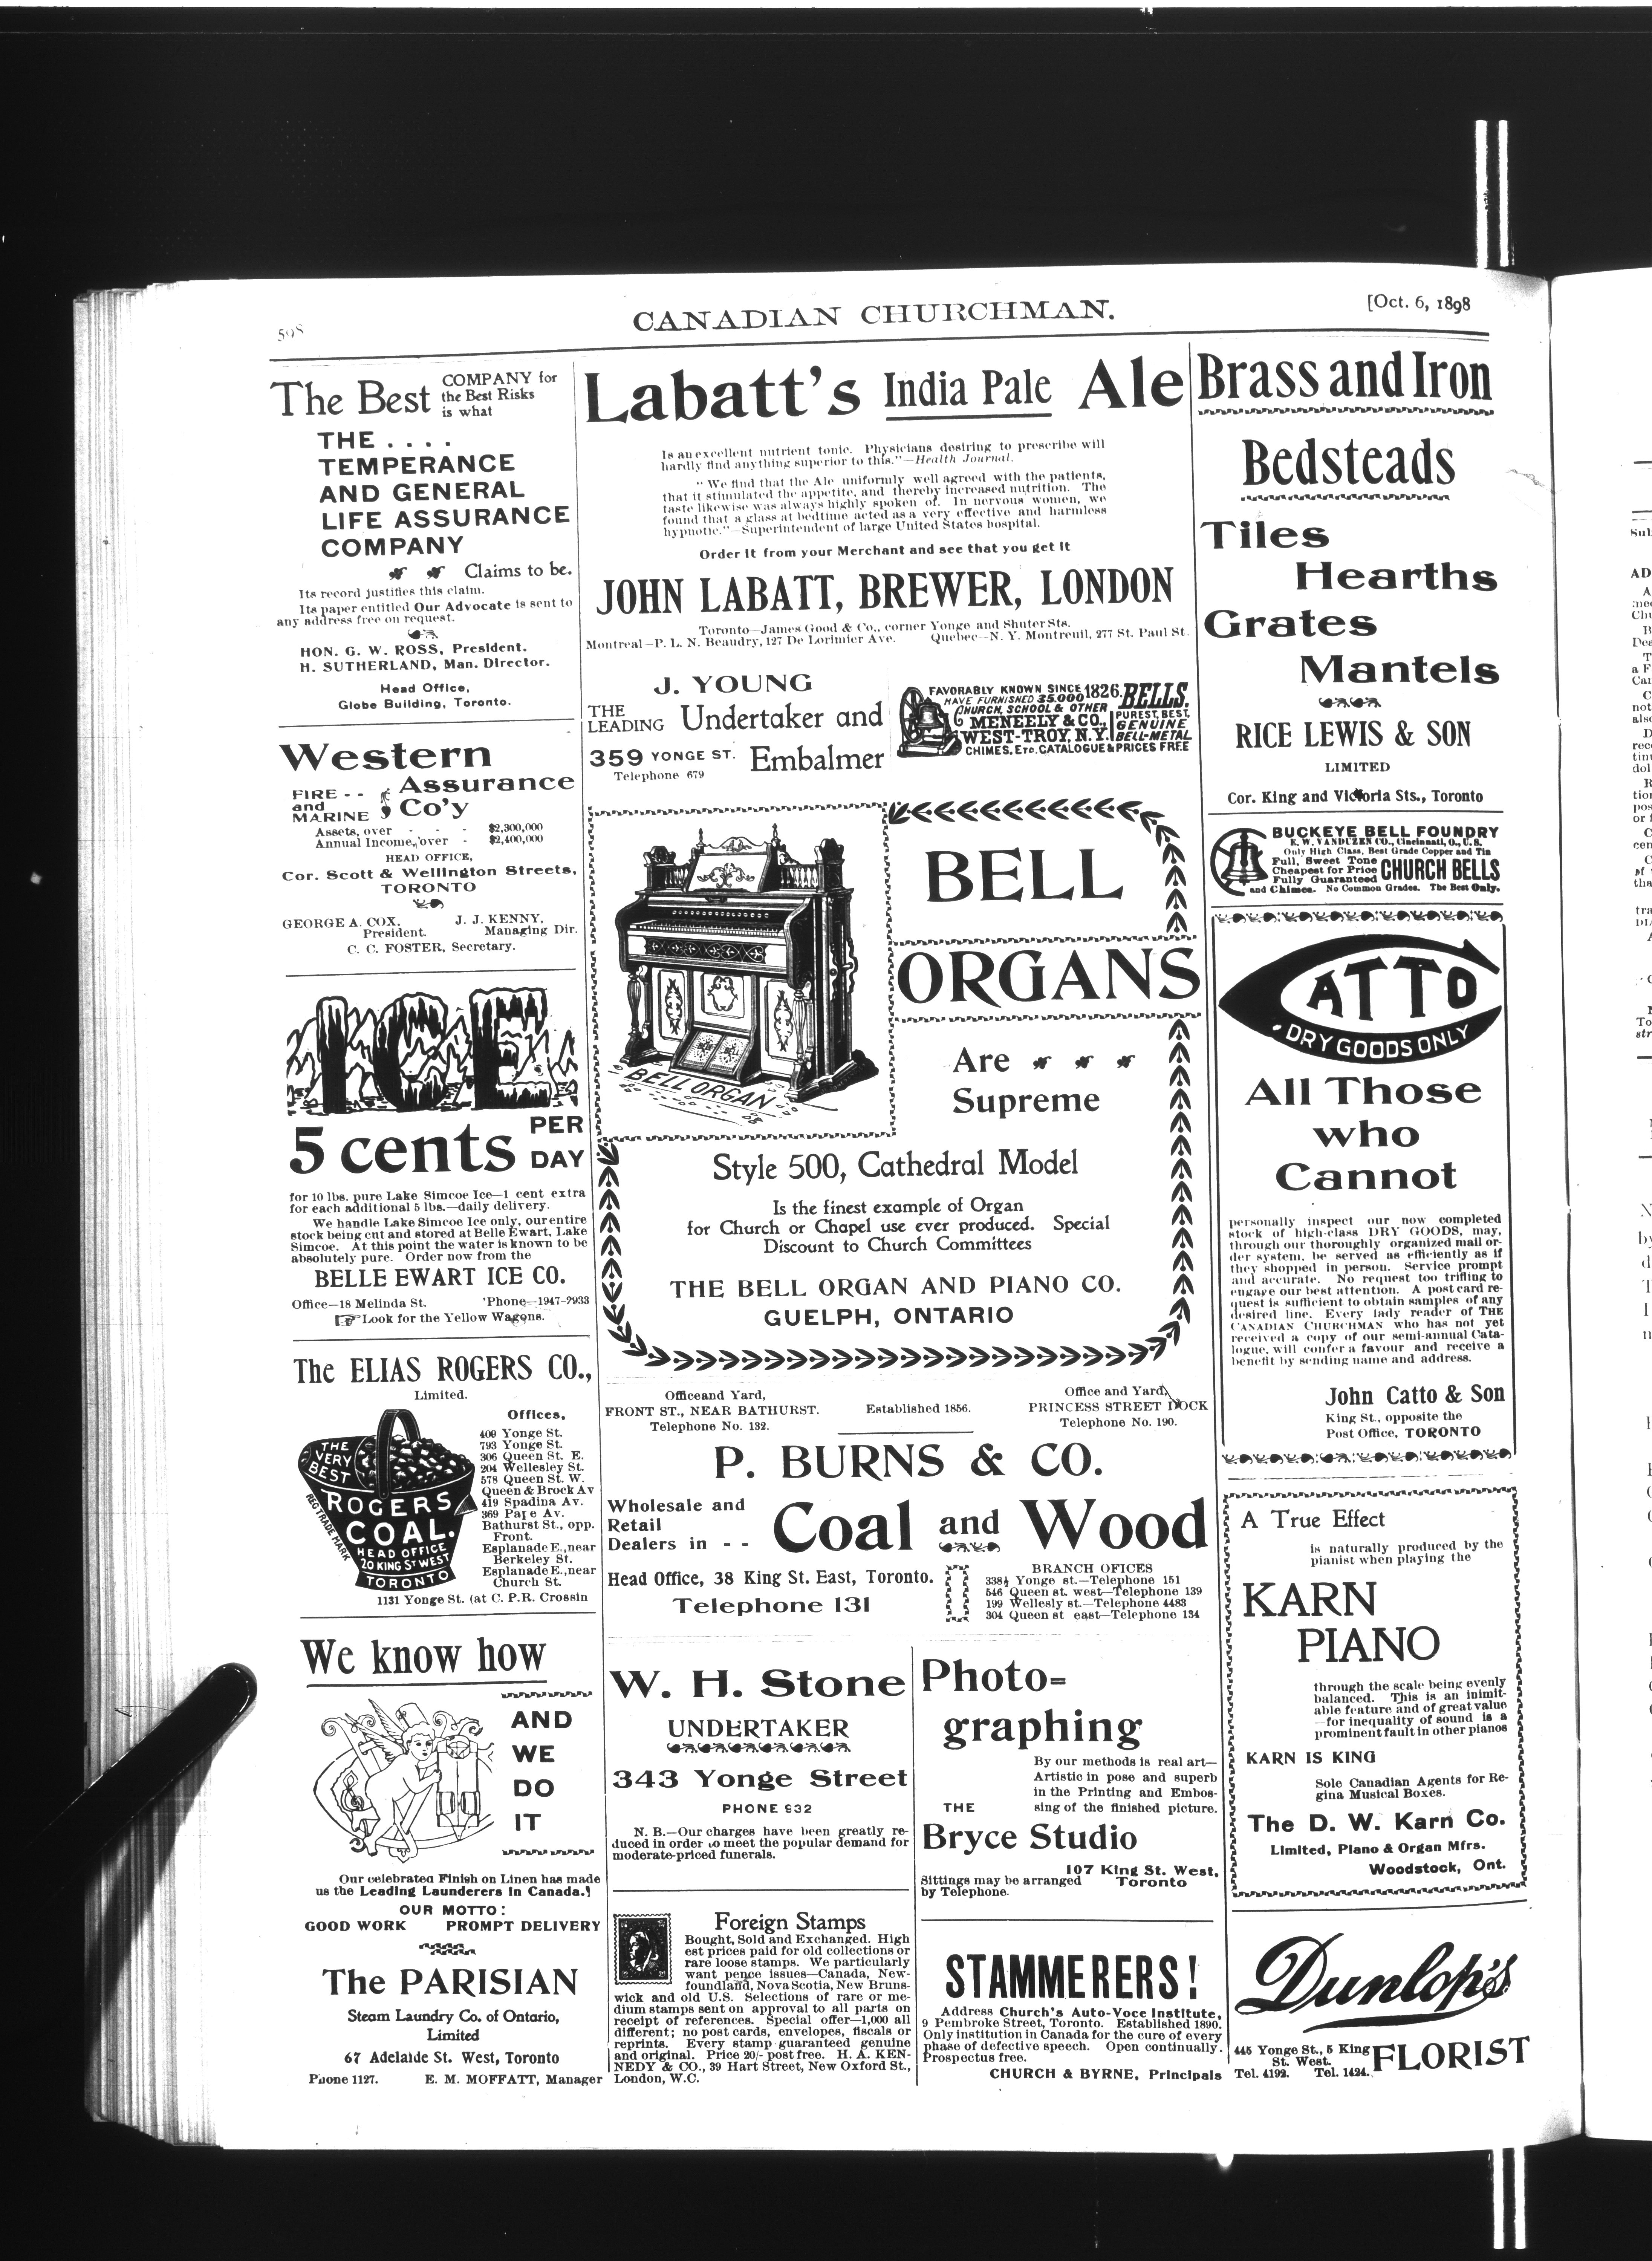 598
CANADIAN CHURCHMAN.
[Oct. 6, 1898
The Best
COMPANY for
the Best Risks
is what
THE ....
TEMPERANCE
AND GENERAL
LIFE ASSURANCE
COMPANY
Claims to be.
Its record justifies this claim.
Its paper entitled Our Advocate is sent to
any address free on request.
HON. G. W. ROSS, President.
H. SUTHERLAND, Man. Director.
Head Office,
Globe Building, Toronto.
Western
FIRE - -
and
MARINE
Assurance
Co'y
Assets, over - - - $2,300,000
Annual Income, over - $2,400,000
HEAD OFFICE,
Cor. Scott & Wellington Streets,
TORONTO
GEORGE A. COX,
President.
J. J. KENNY,
Managing Dir.
C. C. FOSTER, Secretary.
ICE
5 cents PER
DAY
for 10 lbs. pure Lake Simcoe Ice—1 cent extra
for each additional 5 lbs.—daily delivery.
We handle Lake Simcoe Ice only, our entire
stock being cut and stored at Belle Ewart, Lake
Simcoe. At this point the water is known to be
absolutely pure. Order now from the
BELLE EWART ICE CO.
Office—18 Melinda St. 'Phone—1947-2933
Look for the Yellow Wagons.
The ELIAS ROGERS CO.,
Limited.
THE
VERY
BEST
ROGERS
COAL.
HEAD OFFICE
20 KING ST WEST
TORONTO
REG TRADE MARK
Offices,
409 Yonge St.
793 Yonge St.
306 Queen St. E.
204 Wellesley St.
578 Queen St. W.
Queen & Brock Av
419 Spadina Av.
369 Pape Av.
Bathurst St., opp.
Front.
Esplanade E., near
Berkeley St.
Esplanade E., near
Church St.
1131 Yonge St. (at C. P.R. Crossin
We know how
AND
WE
DO
IT
Our celebrated Finish on Linen has made
us the Leading Launderers in Canada.
OUR MOTTO:
GOOD WORK PROMPT DELIVERY
The PARISIAN
Steam Laundry Co. of Ontario,
Limited
67 Adelaide St. West, Toronto
Phone 1127. E. M. MOFFATT, Manager
Labatt's India Pale Ale
Is an excellent nutrient tonic. Physicians desiring to prescribe will
hardly find anything superior to this."—Health Journal.
"We find that the Ale uniformly well agreed with the patients,
that it stimulated the appetite, and thereby increased nutrition. The
taste likewise was always highly spoken of. In nervous women, we
found that a glass at bedtime acted as a very effective and harmless
hypnotic."—Superintendent of large United States hospital.
Order it from your Merchant and see that you get it
JOHN LABATT, BREWER, LONDON
Toronto—James Good & Co., corner Yonge and Shuter Sts.
Montreal—P. L. N. Beaudry, 127 De Lorimier Ave. Quebec—N. Y. Montreuil, 277 St. Paul St.
J. YOUNG
THE
LEADING Undertaker and
359 YONGE ST. Embalmer
Telephone 679
FAVORABLY KNOWN SINCE 1826. BELLS.
HAVE FURNISHED 35.000
CHURCH, SCHOOL & OTHER
MENEELY & CO.,
WEST-TROY, N.Y.
PUREST, BEST,
GENUINE
BELL-METAL
CHIMES, ETC. CATALOGUE & PRICES FREE
BELL ORGAN
BELL
ORGANS
Are
Supreme
Style 500, Cathedral Model
Is the finest example of Organ
for Church or Chapel use ever produced. Special
Discount to Church Committees
THE BELL ORGAN AND PIANO CO.
GUELPH, ONTARIO
Office and Yard,
FRONT ST., NEAR BATHURST.
Telephone No. 132.
Established 1856.
Office and Yard,
PRINCESS STREET DOCK
Telephone No. 190.
P. BURNS & CO.
Wholesale and
Retail
Dealers in - -
Coal and Wood
Head Office, 38 King St. East, Toronto.
Telephone 131
BRANCH OFICES
338½ Yonge st.—Telephone 151
546 Queen st. west—Telephone 139
199 Wellesly st.—Telephone 4483
304 Queen st east—Telephone 134
W. H. Stone
UNDERTAKER
343 Yonge Street
PHONE 932
N. B.—Our charges have been greatly re-
duced in order to meet the popular demand for
moderate-priced funerals.
Photo=
graphing
By our methods is real art—
Artistic in pose and superb
in the Printing and Embos-
sing of the finished picture.
THE
Bryce Studio
107 King St. West,
Toronto
Sittings may be arranged
by Telephone.
Foreign Stamps
Bought, Sold and Exchanged. High
est prices paid for old collections or
rare loose stamps. We particularly
want pence issues—Canada, New-
foundland, Nova Scotia, New Bruns-
wick and old U.S. Selections of rare or me-
dium stamps sent on approval to all parts on
receipt of references. Special offer—1,000 all
different; no post cards, envelopes, fiscals or
reprints. Every stamp guaranteed genuine
and original. Price 20/- post free. H. A. KEN-
NEDY & CO., 39 Hart Street, New Oxford St.,
London, W.C.
STAMMERERS!
Address Church's Auto-Voce Institute,
9 Pembroke Street, Toronto. Established 1890.
Only institution in Canada for the cure of every
phase of defective speech. Open continually.
Prospectus free.
CHURCH & BYRNE, Principals
Brass and Iron
Bedsteads
Tiles
Hearths
Grates
Mantels
RICE LEWIS & SON
LIMITED
Cor. King and Victoria Sts., Toronto
BUCKEYE BELL FOUNDRY
E. W. VANDUZEN CO., Cincinnati, O., U.S.
Only High Class, Best Grade Copper and Tin
Full, Sweet Tone
Cheapest for Price
Fully Guaranteed
CHURCH BELLS
and Chimes. No Common Grades. The Best Only.
CATTO
DRY GOODS ONLY
All Those
who
Cannot
personally inspect our now completed
stock of high-class DRY GOODS, may,
through our thoroughly organized mail or-
der system, be served as efficiently as if
they shopped in person. Service prompt
and accurate. No request too trifling to
engage our best attention. A post card re-
quest is sufficient to obtain samples of any
desired line. Every lady reader of THE
CANADIAN CHURCHMAN who has not yet
received a copy of our semi-annual Cata-
logue, will confer a favour and receive a
benefit by sending name and address.
John Catto & Son
King St., opposite the
Post Office, TORONTO
A True Effect
is naturally produced by the
pianist when playing the
KARN
PIANO
through the scale being evenly
balanced. This is an inimit-
able feature and of great value
—for inequality of sound is a
prominent fault in other pianos
KARN IS KING
Sole Canadian Agents for Re-
gina Musical Boxes.
The D. W. Karn Co.
Limited, Piano & Organ Mfrs.
Woodstock, Ont.
Dunlop's
445 Yonge St., 5 King
St. West.
Tel. 4192. Tel. 1424.
FLORIST